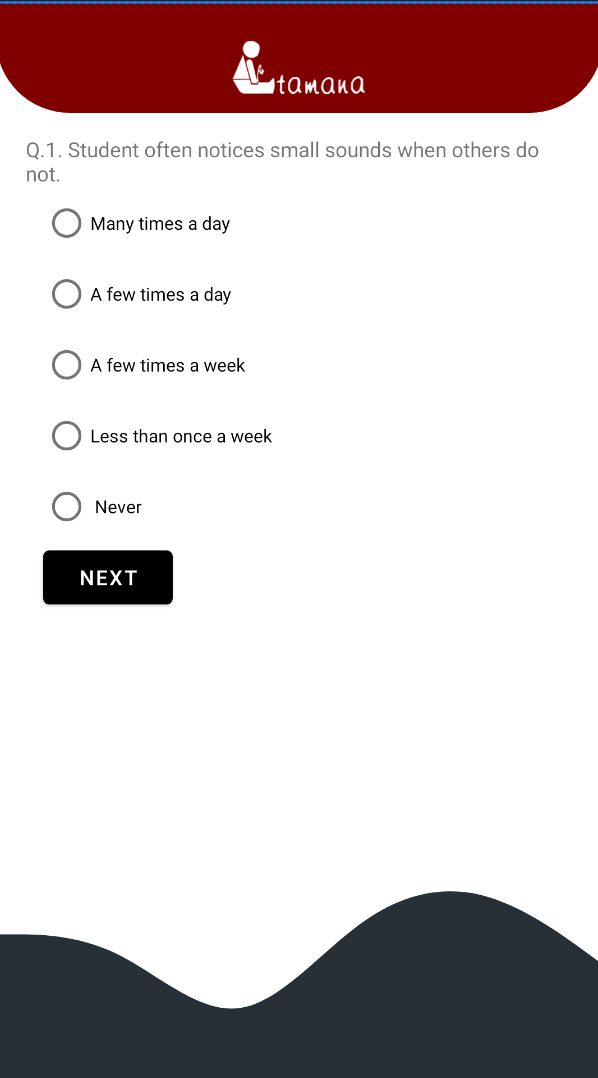 tamana
Q.1. Student often notices small sounds when others do
not.
Many times a day
A few times a day
A few times a week
Less than once a week
Never
NEXT